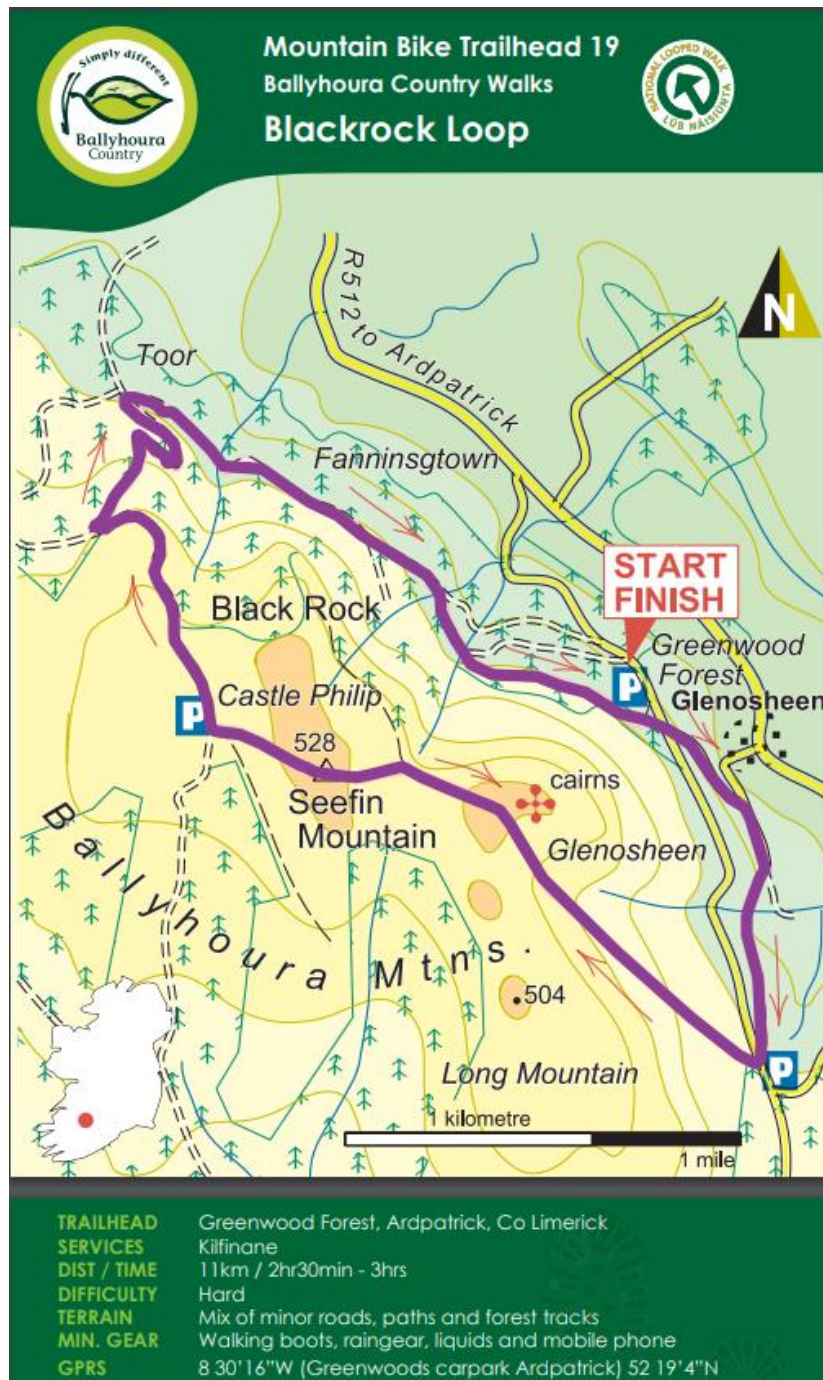 Simply different
Ballyhoura
Country
Mountain Bike Trailhead 19
Ballyhoura Country Walks
Blackrock Loop
NATIONAL LOOPED WALK
LÚB NÁISIÚNTA
N
R512 to Ardpatrick
Toor
Fanninsgtown
START
FINISH
Greenwood
Forest
P
Glenosheen
Black Rock
Castle Philip
P
528
Seefin
Mountain
cairns
Glenosheen
Ballyhoura Mtns.
504
Long Mountain
P
1 kilometre
1 mile
TRAILHEAD Greenwood Forest, Ardpatrick, Co Limerick
SERVICES Kilfinane
DIST / TIME 11km / 2hr30min - 3hrs
DIFFICULTY Hard
TERRAIN Mix of minor roads, paths and forest tracks
MIN. GEAR Walking boots, raingear, liquids and mobile phone
GPRS 8 30'16"W (Greenwoods carpark Ardpatrick) 52 19'4"N